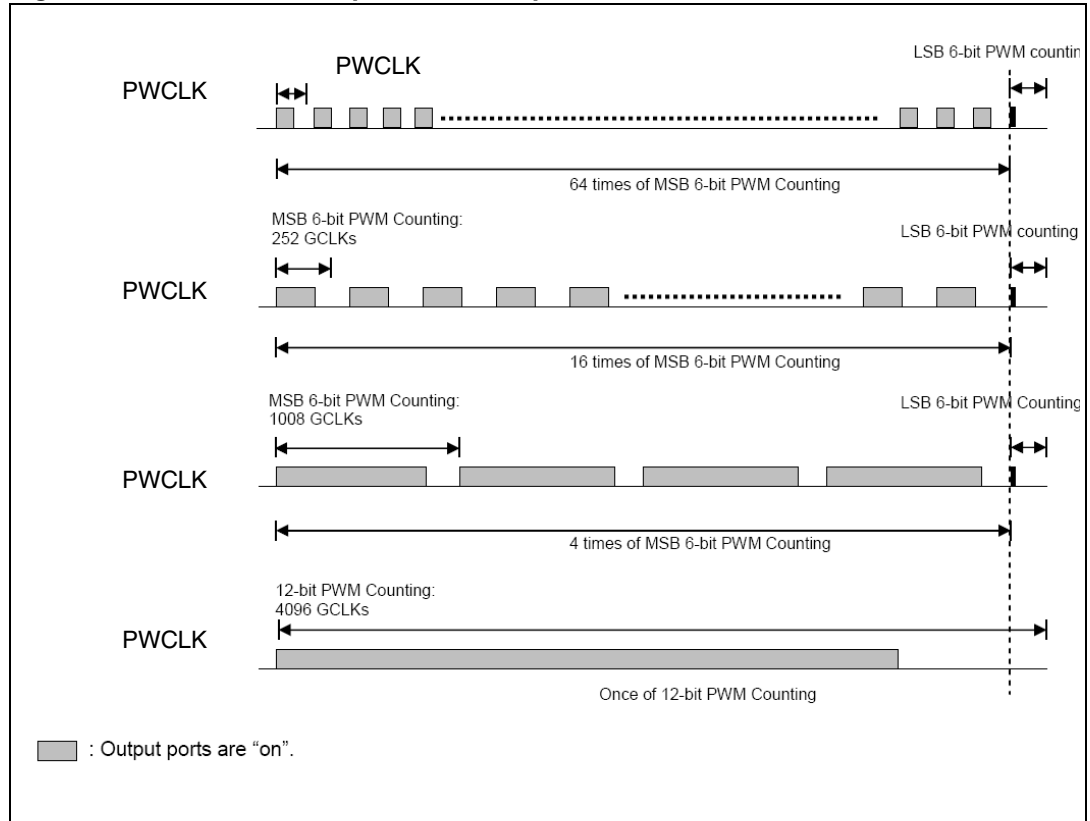 LSB 6-bit PWM countin
PWCLK
PWCLK
64 times of MSB 6-bit PWM Counting
MSB 6-bit PWM Counting:
252 GCLKs
LSB 6-bit PWM counting
PWCLK
16 times of MSB 6-bit PWM Counting
MSB 6-bit PWM Counting:
1008 GCLKs
LSB 6-bit PWM Counting
PWCLK
4 times of MSB 6-bit PWM Counting
12-bit PWM Counting:
4096 GCLKs
PWCLK
Once of 12-bit PWM Counting
: Output ports are “on”.